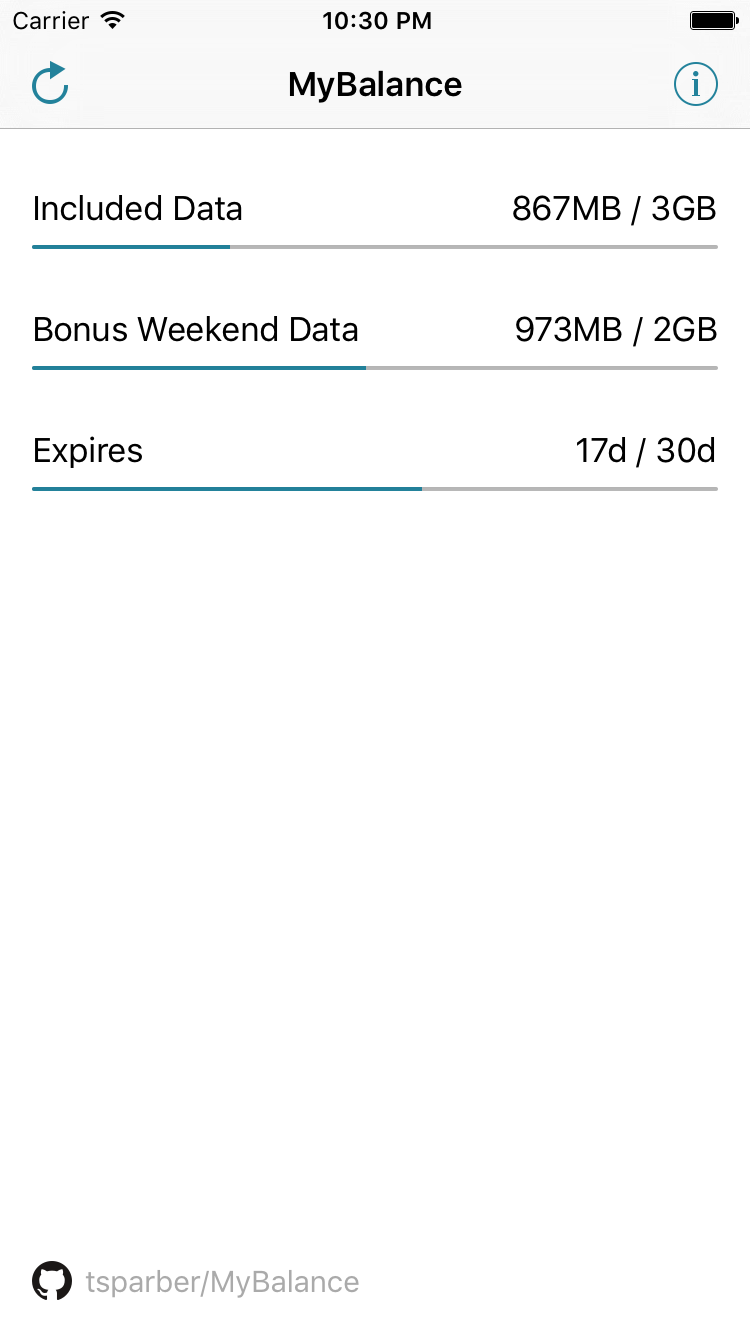 Carrier 10:30 PM
MyBalance
Included Data 867MB / 3GB
Bonus Weekend Data 973MB / 2GB
Expires 17d / 30d
tsparber/MyBalance